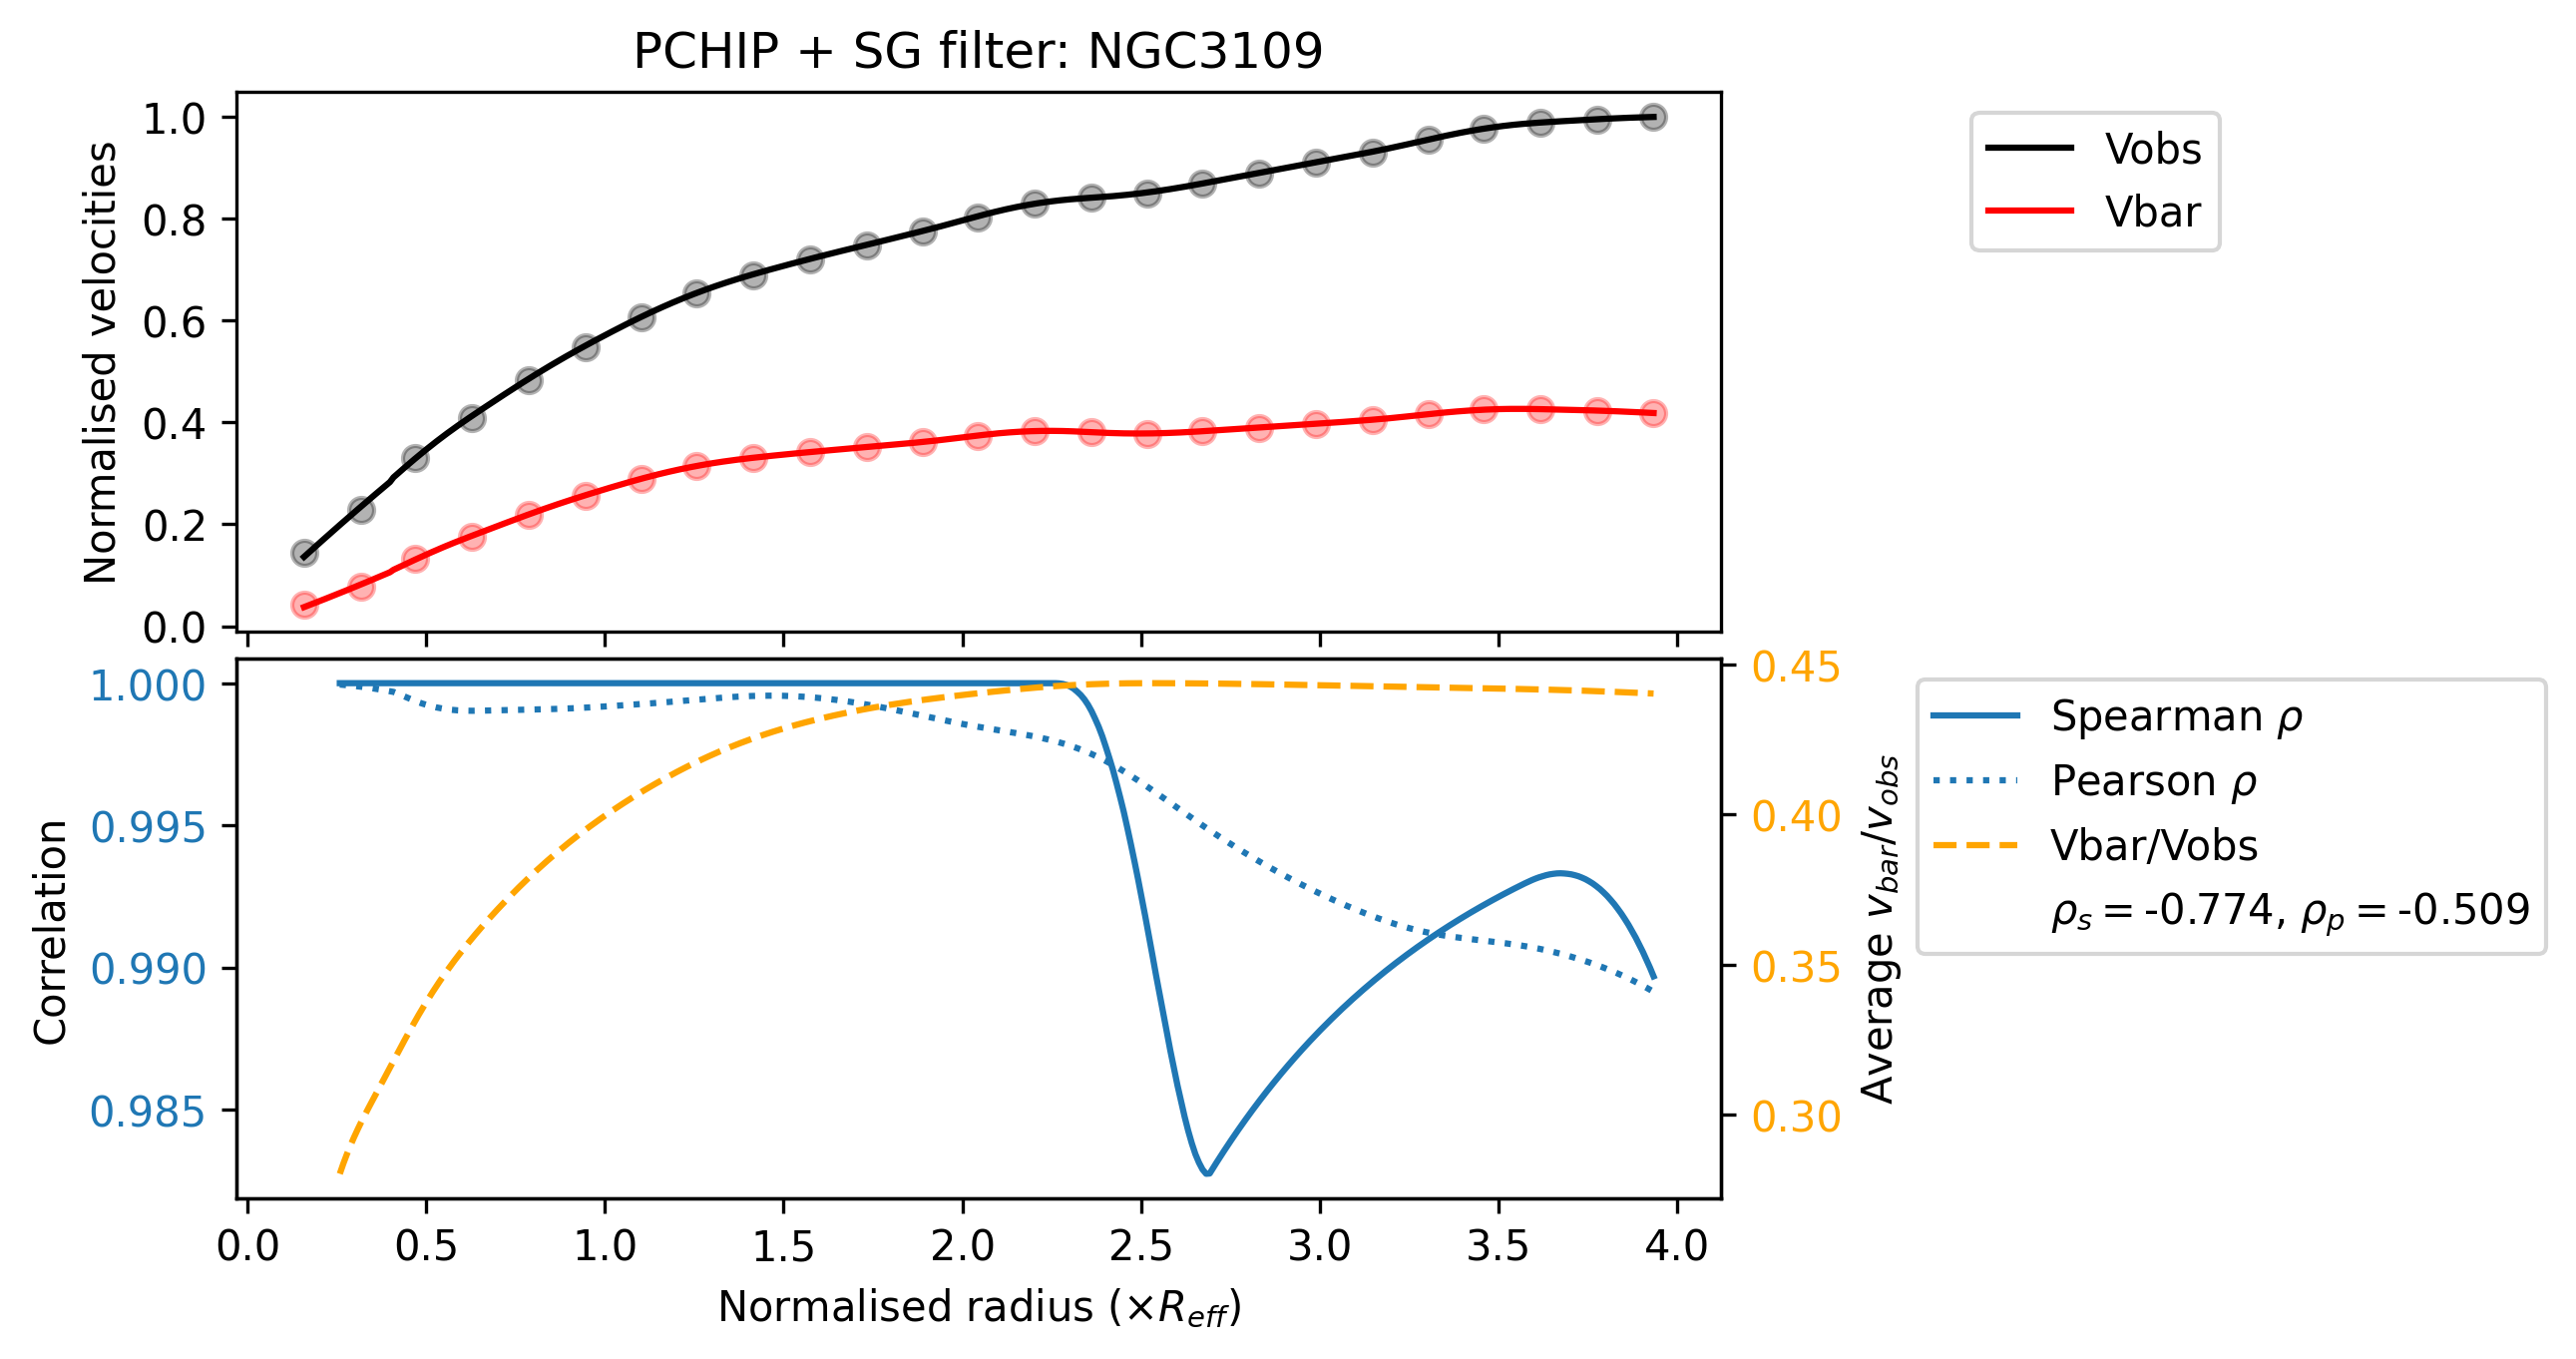 PCHIP + SG filter: NGC3109
Normalised velocities
1.0
0.8
0.6
0.4
0.2
0.0
Vobs
Vbar
Correlation
1.000
0.995
0.990
0.985
0.45
0.40
0.35
0.30
Average v_bar/v_obs
Spearman ρ
Pearson ρ
Vbar/Vobs
ρ_s = -0.774, ρ_p = -0.509
0.0 0.5 1.0 1.5 2.0 2.5 3.0 3.5 4.0
Normalised radius (×R_eff)